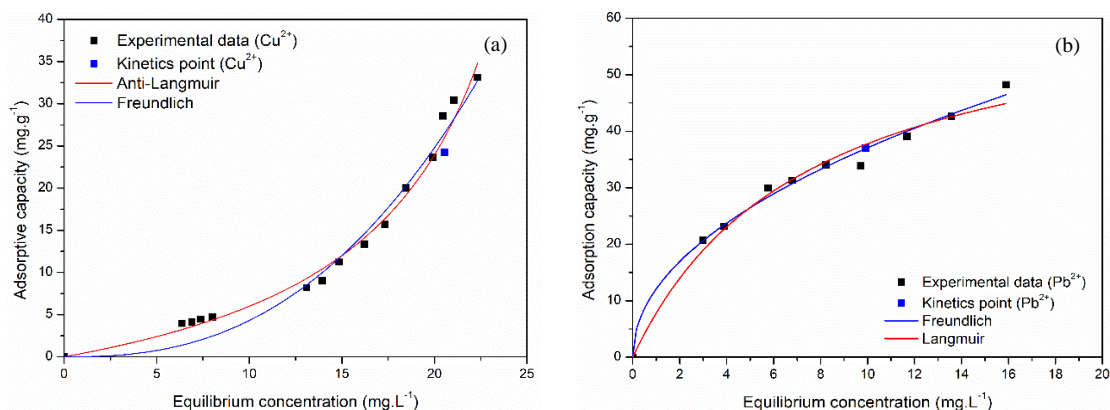 40
35
30
25
20
15
10
5
0
Adsorptive capacity (mg.g⁻¹)
Experimental data (Cu²⁺)
(a)
Kinetics point (Cu²⁺)
Anti-Langmuir
Freundlich
0 5 10 15 20 25
Equilibrium concentration (mg.L⁻¹)
60
50
40
30
20
10
0
Adsorption capacity (mg.g⁻¹)
(b)
Experimental data (Pb²⁺)
Kinetics point (Pb²⁺)
Freundlich
Langmuir
0 2 4 6 8 10 12 14 16 18
Equilibrium concentration (mg.L⁻¹)